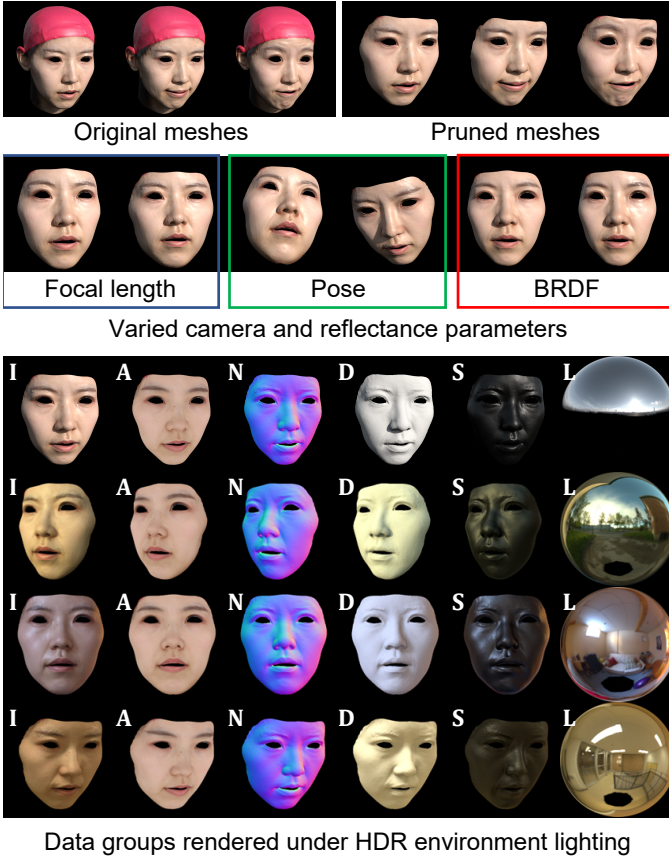 Original meshes
Pruned meshes
Focal length
Pose
BRDF
Varied camera and reflectance parameters
I A N D S L
I A N D S L
I A N D S L
I A N D S L
Data groups rendered under HDR environment lighting